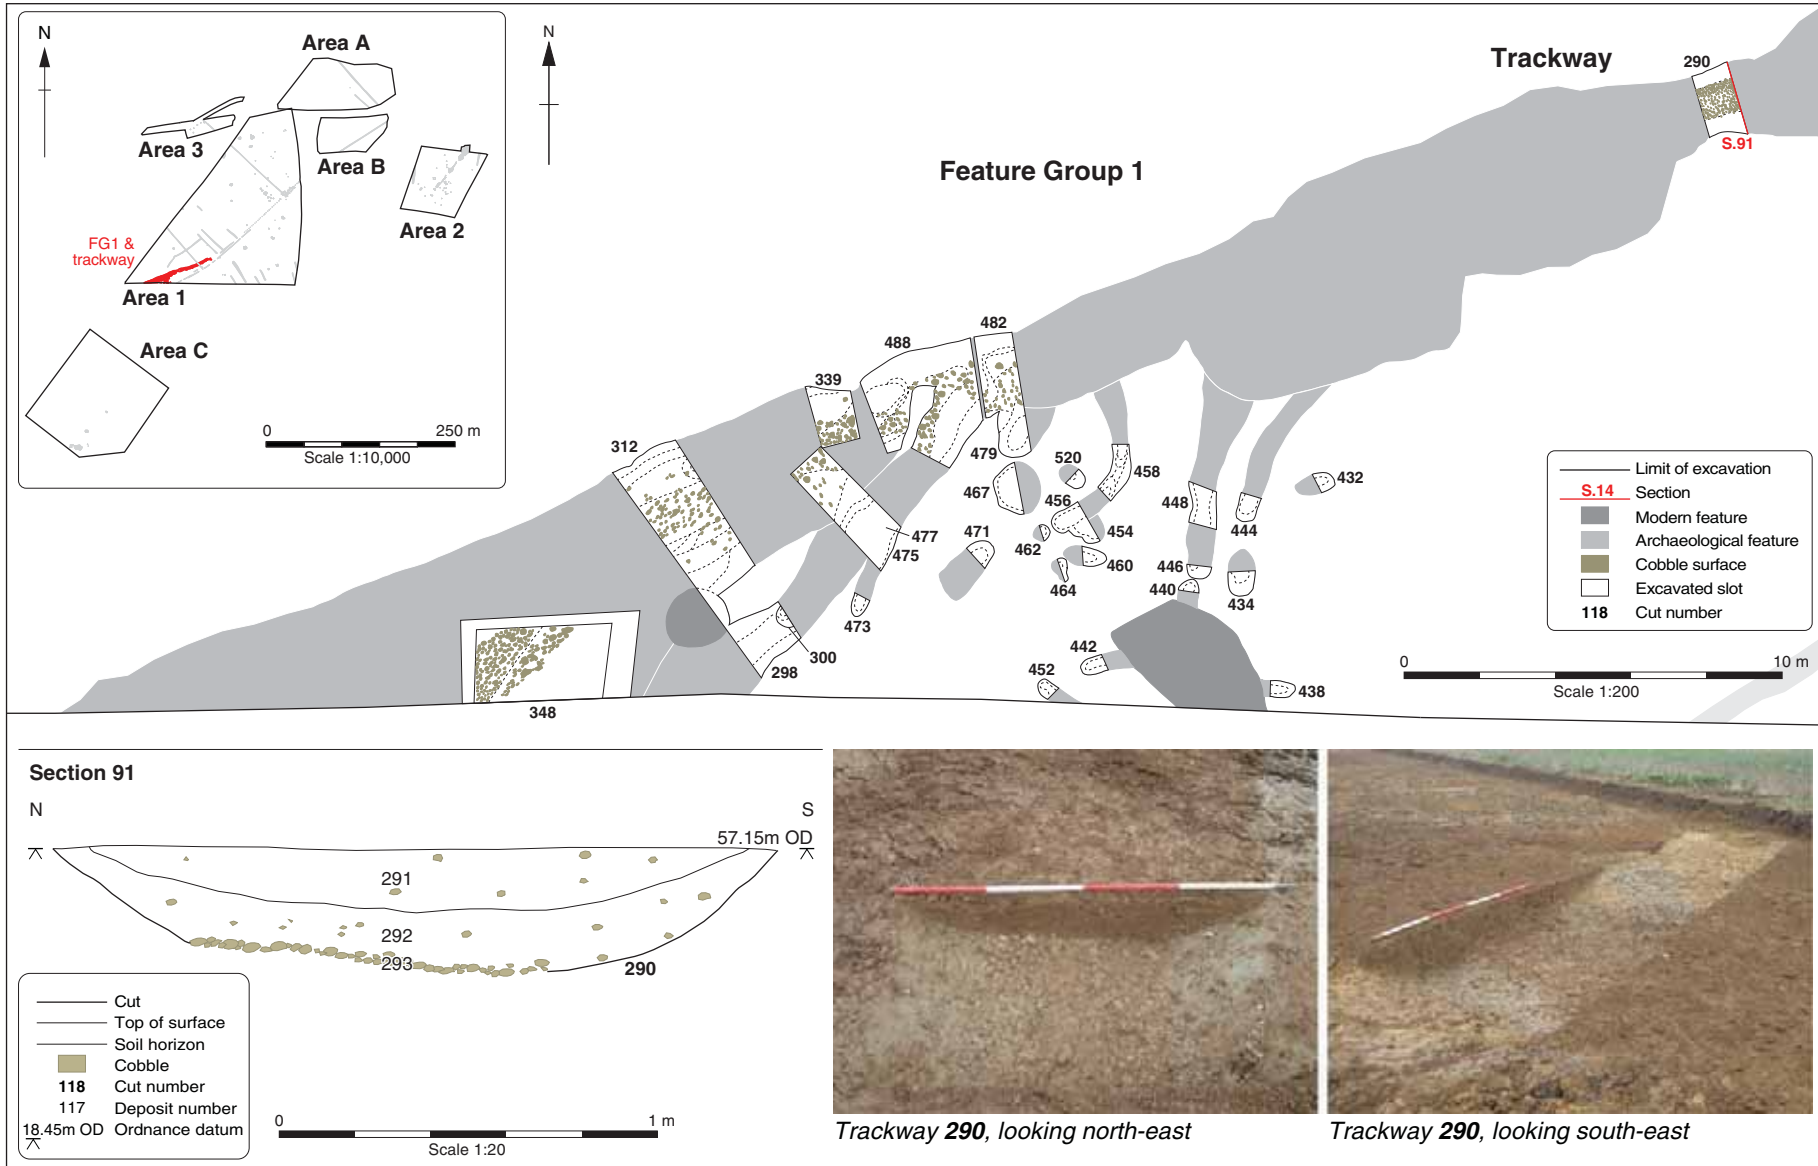 N
Area A
Area 3
Area B
Area 2
FG1 &
trackway
Area 1
Area C
0
250 m
Scale 1:10,000
N
Trackway
Feature Group 1
290
S.91
482
488
339
312
479
467
520
458
456
454
448
444
432
477
475
471
462
460
464
446
440
434
473
442
452
438
300
298
348
Limit of excavation
S.14 Section
Modern feature
Archaeological feature
Cobble surface
Excavated slot
118 Cut number
0
10 m
Scale 1:200
Section 91
N
S
57.15m OD
291
292
293
290
Cut
Top of surface
Soil horizon
Cobble
118 Cut number
117 Deposit number
18.45m OD Ordnance datum
0
1 m
Scale 1:20
Trackway 290, looking north-east
Trackway 290, looking south-east